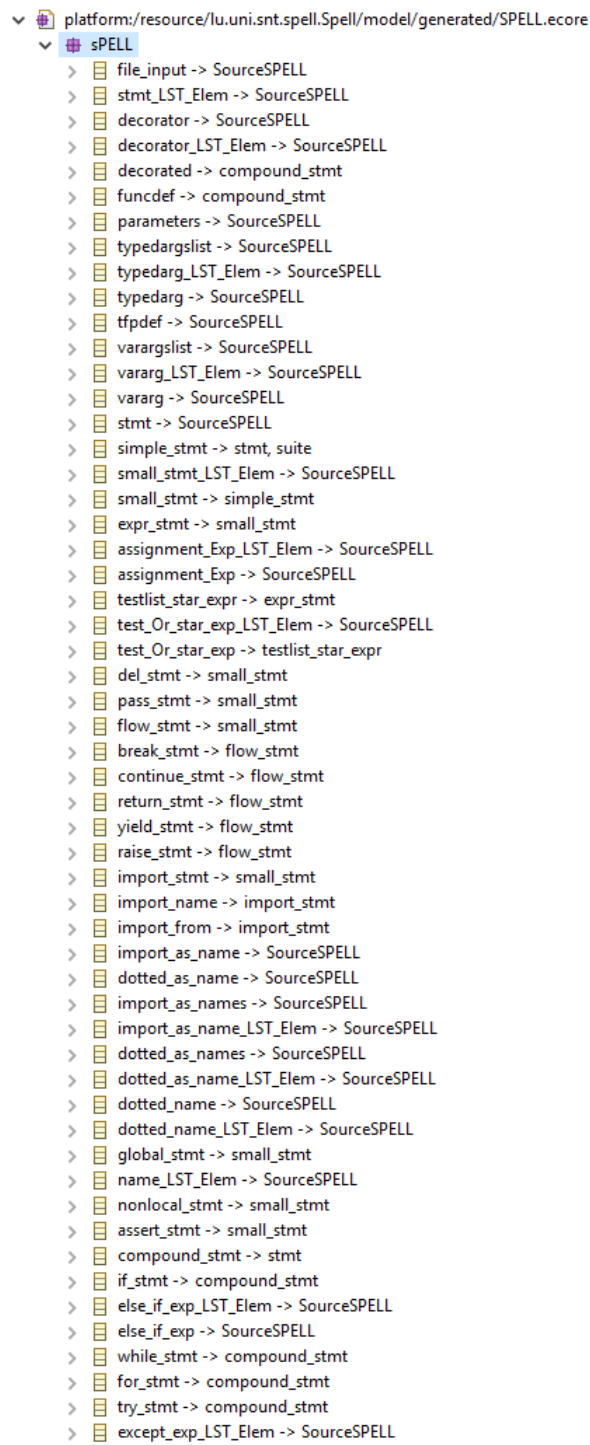 platform:/resource/lu.uni.snt.spell.Spell/model/generated/SPELL.ecore
sPELL
file_input -> SourceSPELL
stmt_LST_Elem -> SourceSPELL
decorator -> SourceSPELL
decorator_LST_Elem -> SourceSPELL
decorated -> compound_stmt
funcdef -> compound_stmt
parameters -> SourceSPELL
typedargslist -> SourceSPELL
typedarg_LST_Elem -> SourceSPELL
typedarg -> SourceSPELL
tfpdef -> SourceSPELL
varargslist -> SourceSPELL
vararg_LST_Elem -> SourceSPELL
vararg -> SourceSPELL
stmt -> SourceSPELL
simple_stmt -> stmt, suite
small_stmt_LST_Elem -> SourceSPELL
small_stmt -> simple_stmt
expr_stmt -> small_stmt
assignment_Exp_LST_Elem -> SourceSPELL
assignment_Exp -> SourceSPELL
testlist_star_expr -> expr_stmt
test_Or_star_exp_LST_Elem -> SourceSPELL
test_Or_star_exp -> testlist_star_expr
del_stmt -> small_stmt
pass_stmt -> small_stmt
flow_stmt -> small_stmt
break_stmt -> flow_stmt
continue_stmt -> flow_stmt
return_stmt -> flow_stmt
yield_stmt -> flow_stmt
raise_stmt -> flow_stmt
import_stmt -> small_stmt
import_name -> import_stmt
import_from -> import_stmt
import_as_name -> SourceSPELL
dotted_as_name -> SourceSPELL
import_as_names -> SourceSPELL
import_as_name_LST_Elem -> SourceSPELL
dotted_as_names -> SourceSPELL
dotted_as_name_LST_Elem -> SourceSPELL
dotted_name -> SourceSPELL
dotted_name_LST_Elem -> SourceSPELL
global_stmt -> small_stmt
name_LST_Elem -> SourceSPELL
nonlocal_stmt -> small_stmt
assert_stmt -> small_stmt
compound_stmt -> stmt
if_stmt -> compound_stmt
else_if_exp_LST_Elem -> SourceSPELL
else_if_exp -> SourceSPELL
while_stmt -> compound_stmt
for_stmt -> compound_stmt
try_stmt -> compound_stmt
except_exp_LST_Elem -> SourceSPELL